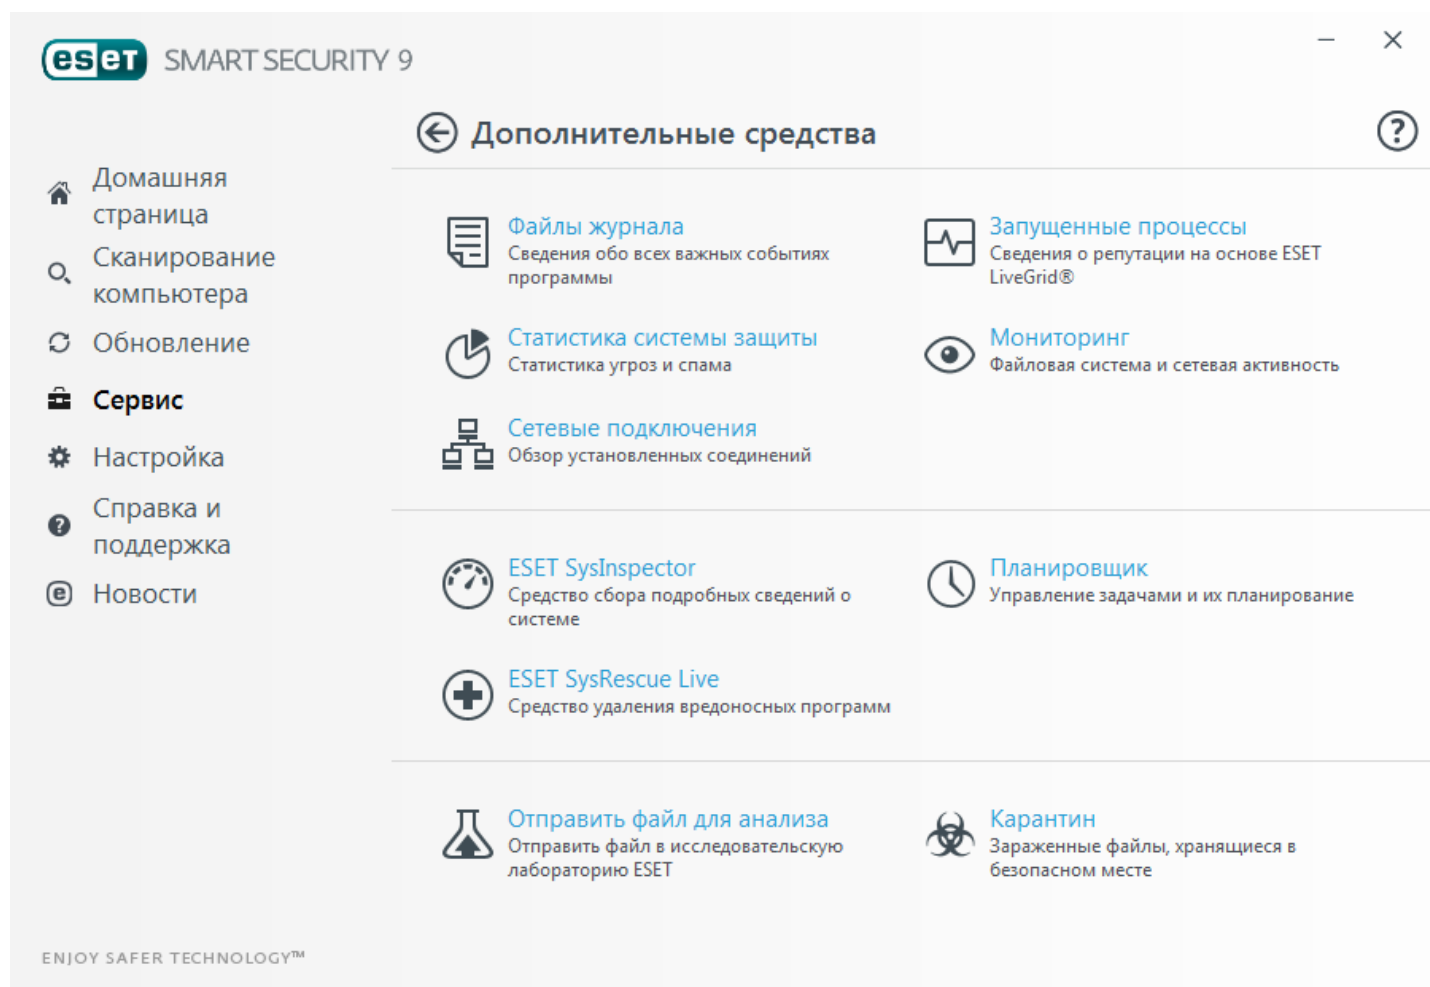 eset SMART SECURITY 9
Дополнительные средства
?
Домашняя
страница
Сканирование
компьютера
Обновление
Сервис
Настройка
Справка и
поддержка
Новости
Файлы журнала
Сведения обо всех важных событиях
программы
Запущенные процессы
Сведения о репутации на основе ESET
LiveGrid®
Статистика системы защиты
Статистика угроз и спама
Мониторинг
Файловая система и сетевая активность
Сетевые подключения
Обзор установленных соединений
ESET SysInspector
Средство сбора подробных сведений о
системе
Планировщик
Управление задачами и их планирование
ESET SysRescue Live
Средство удаления вредоносных программ
Отправить файл для анализа
Отправить файл в исследовательскую
лабораторию ESET
Карантин
Зараженные файлы, хранящиеся в
безопасном месте
ENJOY SAFER TECHNOLOGY™